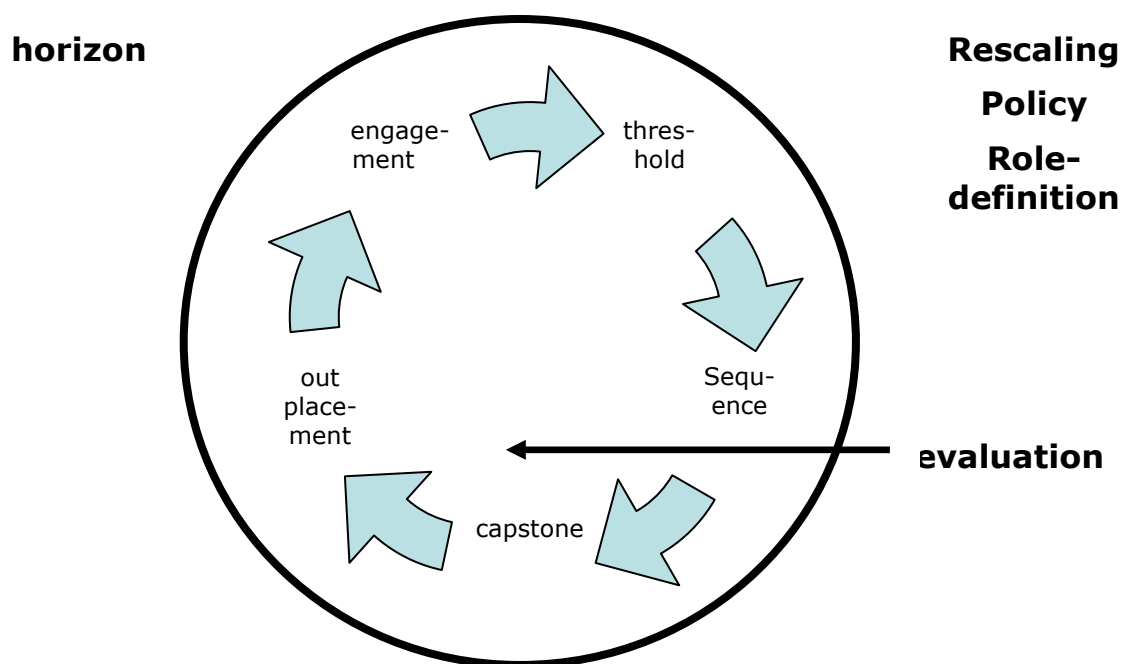 horizon
Rescaling
Policy
Role-
definition
engage-
ment
thres-
hold
Sequ-
ence
out
place-
ment
evaluation
capstone